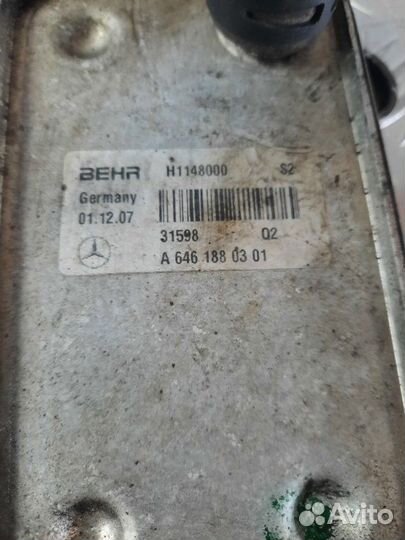 BEHR H1148000 S2
Germany
01.12.07
31598 Q2
A 646 188 03 01
Avito